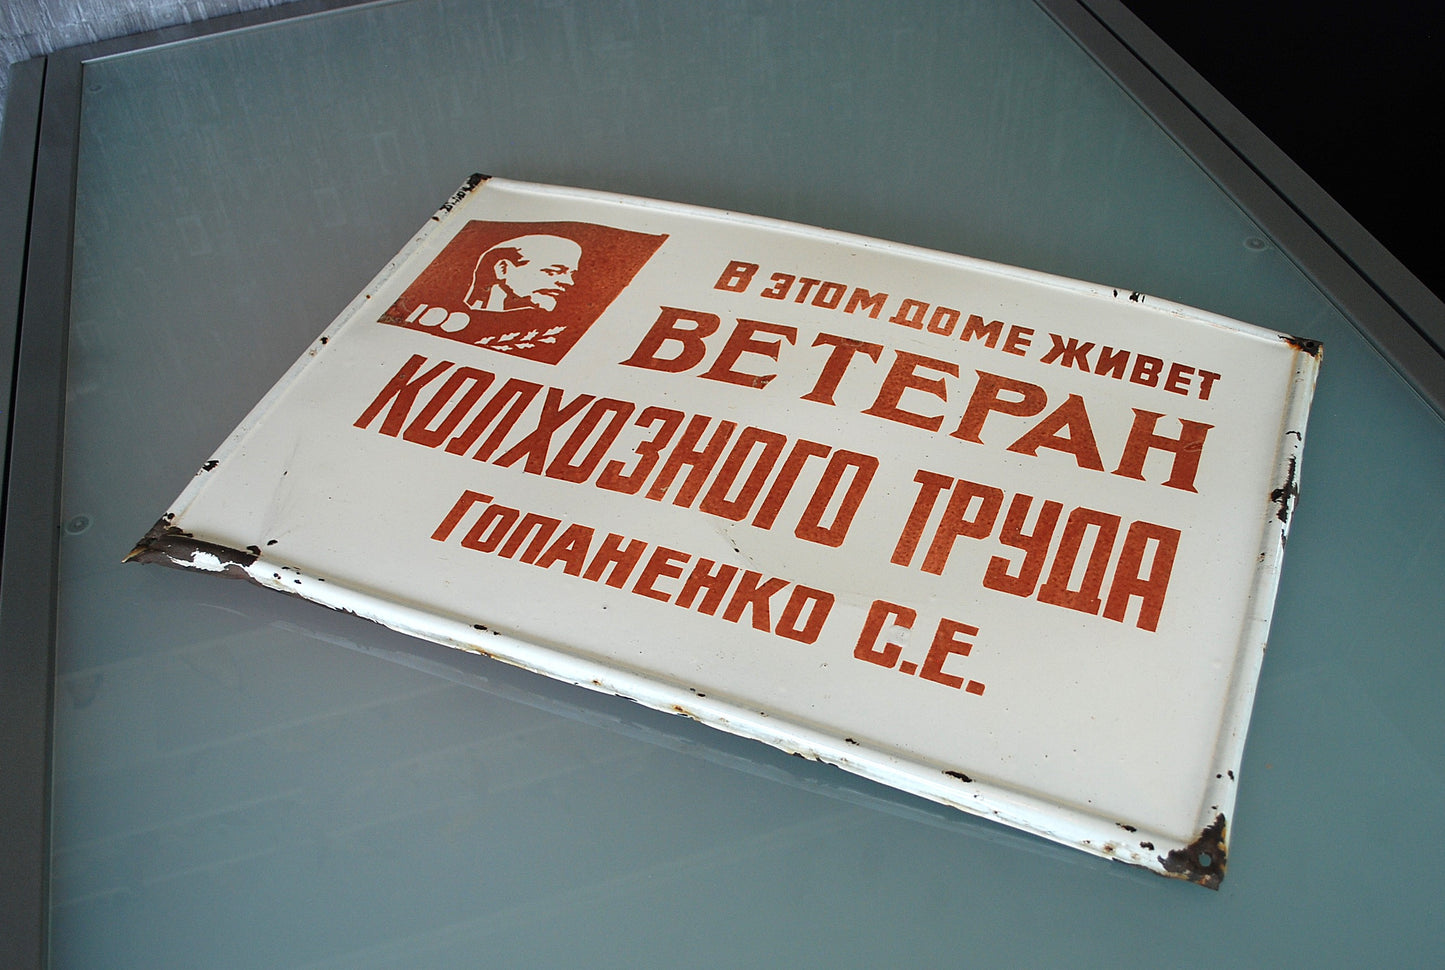 100
В ЭТОМ ДОМЕ ЖИВЕТ
ВЕТЕРАН
КОЛХОЗНОГО ТРУДА
ГОПАНЕНКО С.Е.